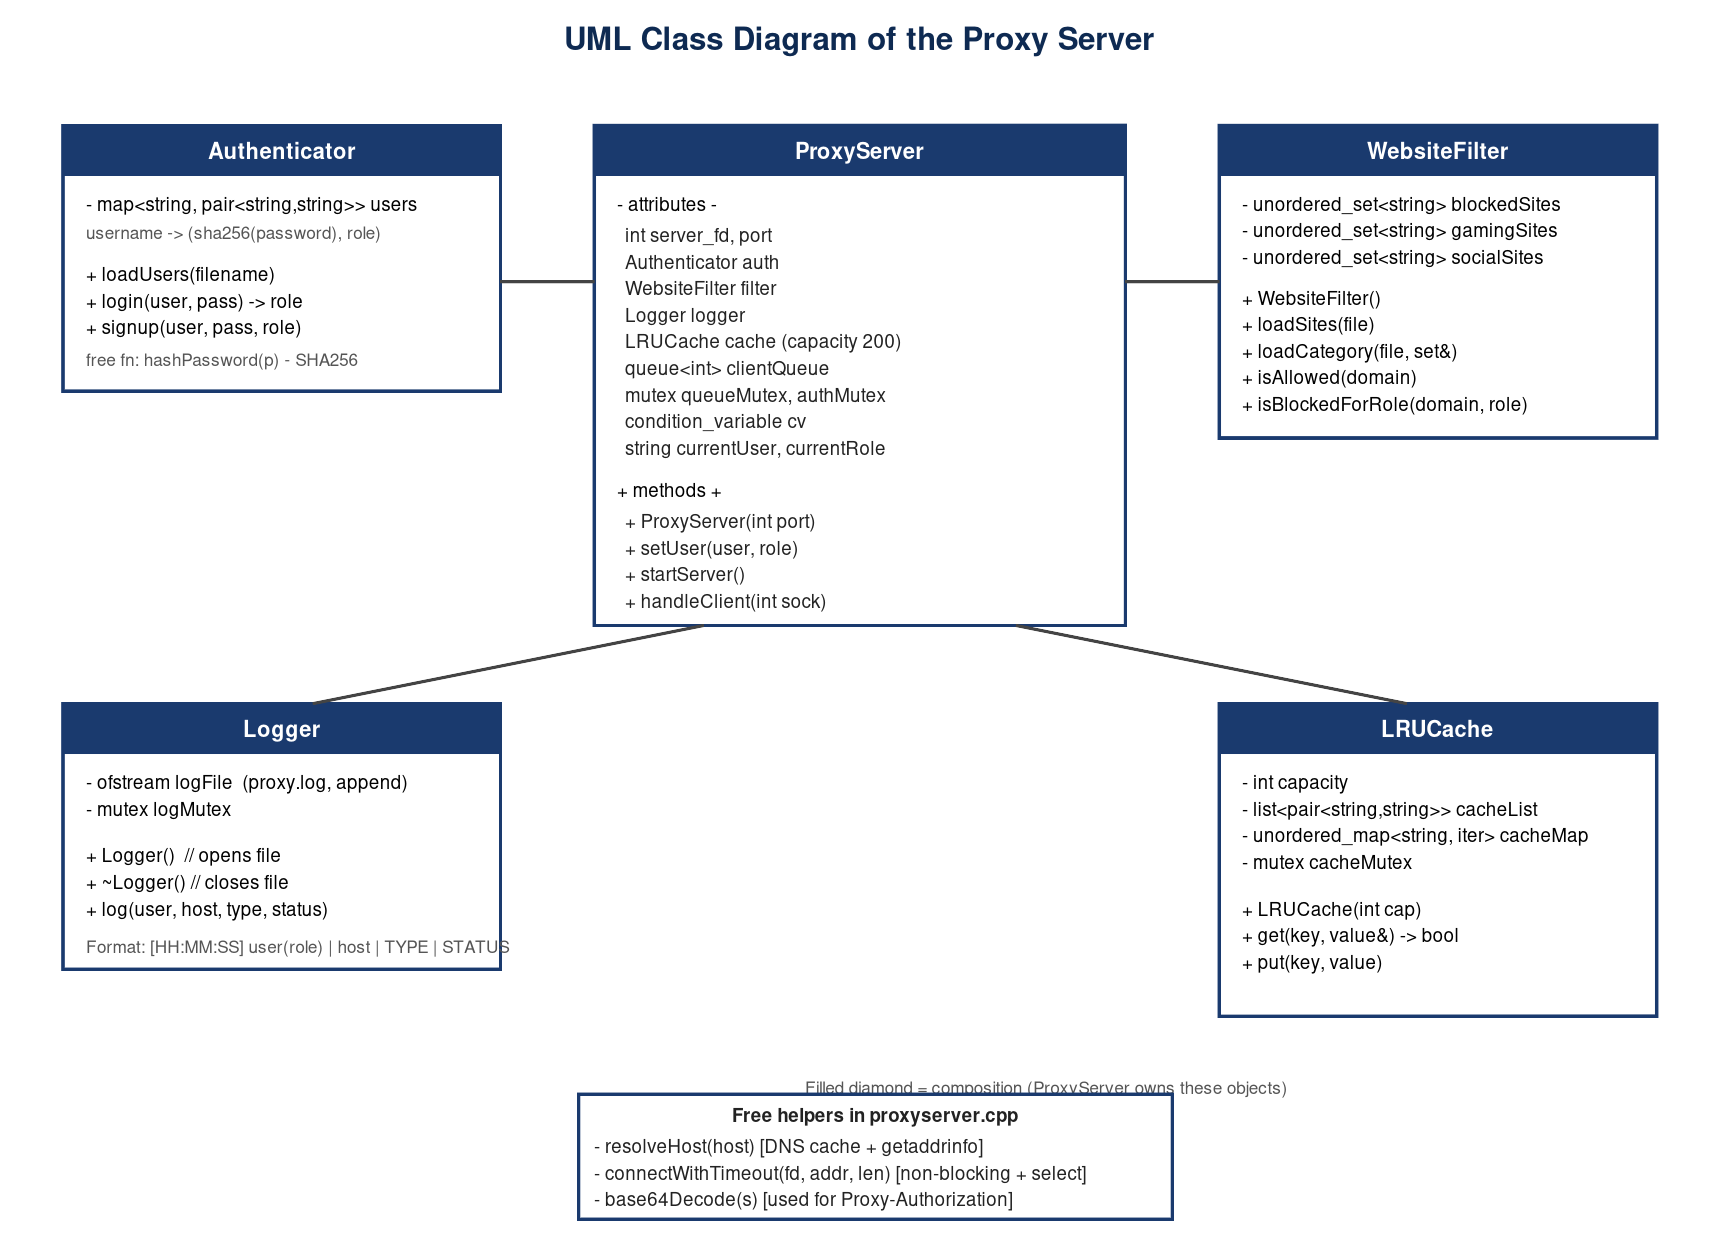 UML Class Diagram of the Proxy Server
Authenticator
- map<string, pair<string,string>> users
username -> (sha256(password), role)
+ loadUsers(filename)
+ login(user, pass) -> role
+ signup(user, pass, role)
free fn: hashPassword(p) - SHA256
ProxyServer
- attributes -
int server_fd, port
Authenticator auth
WebsiteFilter filter
Logger logger
LRUCache cache (capacity 200)
queue<int> clientQueue
mutex queueMutex, authMutex
condition_variable cv
string currentUser, currentRole
+ methods +
+ ProxyServer(int port)
+ setUser(user, role)
+ startServer()
+ handleClient(int sock)
WebsiteFilter
- unordered_set<string> blockedSites
- unordered_set<string> gamingSites
- unordered_set<string> socialSites
+ WebsiteFilter()
+ loadSites(file)
+ loadCategory(file, set&)
+ isAllowed(domain)
+ isBlockedForRole(domain, role)
Logger
- ofstream logFile  (proxy.log, append)
- mutex logMutex
+ Logger()  // opens file
+ ~Logger() // closes file
+ log(user, host, type, status)
Format: [HH:MM:SS] user(role) | host | TYPE | STATUS
LRUCache
- int capacity
- list<pair<string,string>> cacheList
- unordered_map<string, iter> cacheMap
- mutex cacheMutex
+ LRUCache(int cap)
+ get(key, value&) -> bool
+ put(key, value)
Filled diamond = composition (ProxyServer owns these objects)
Free helpers in proxyserver.cpp
- resolveHost(host) [DNS cache + getaddrinfo]
- connectWithTimeout(fd, addr, len) [non-blocking + select]
- base64Decode(s) [used for Proxy-Authorization]